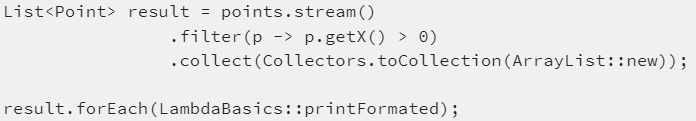 List<Point> result = points.stream()
.filter(p -> p.getX() > 0)
.collect(Collectors.toCollection(ArrayList::new));
result.forEach(LambdaBasics::printFormated);